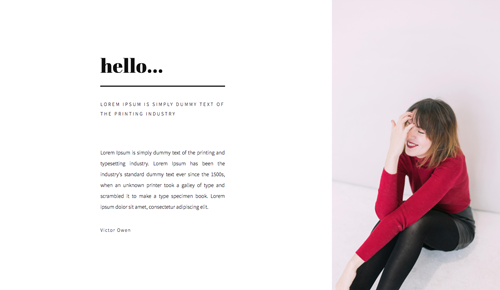 hello...
LOREM IPSUM IS SIMPLY DUMMY TEXT OF
THE PRINTING INDUSTRY
Lorem Ipsum is simply dummy text of the printing and
typesetting industry. Lorem Ipsum has been the
industry's standard dummy text ever since the 1500s,
when an unknown printer took a galley of type and
scrambled it to make a type specimen book. Lorem
ipsum dolor sit amet, consectetur adipiscing elit.
Victor Owen